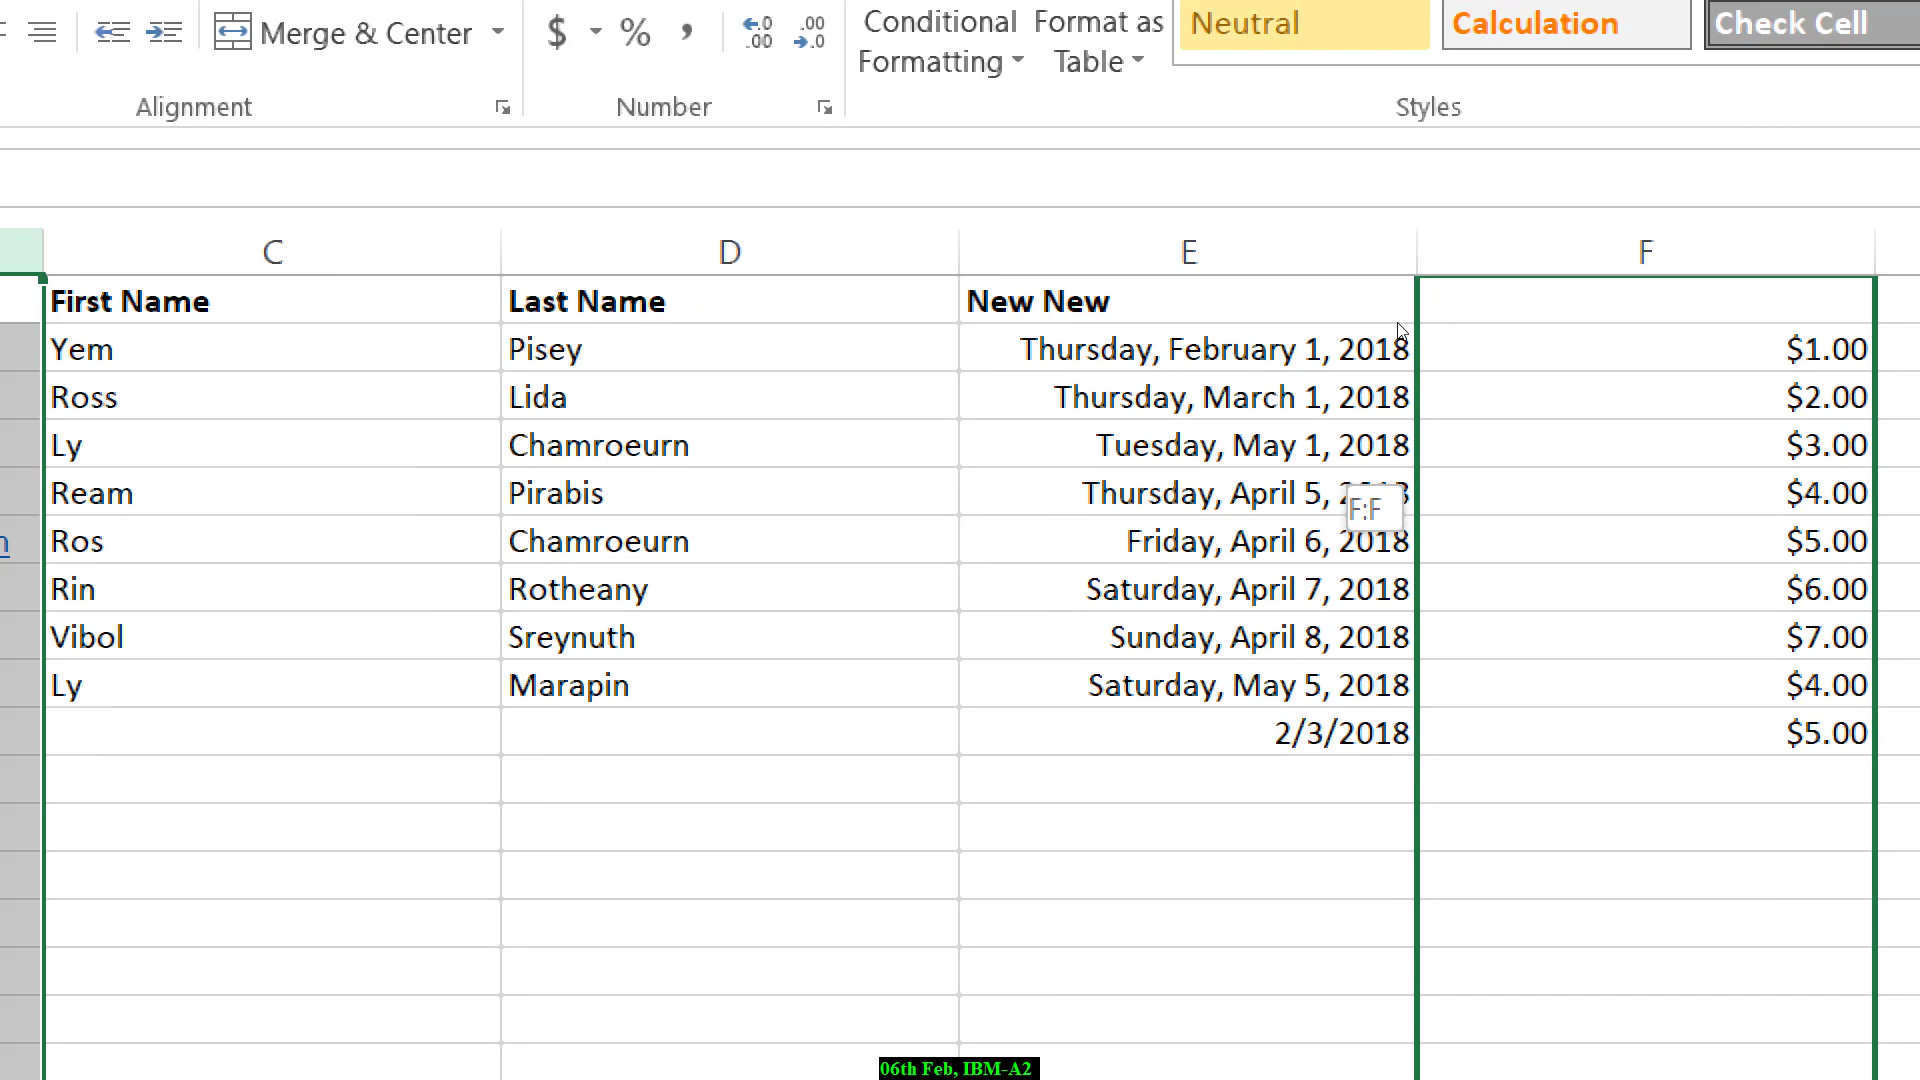 Merge & Center $ % , .0 .00 .00 .0
Conditional Formatting Format as Table
Neutral Calculation Check Cell
Alignment Number Styles
C D E F
First Name Last Name New New
Yem Pisey Thursday, February 1, 2018 $1.00
Ross Lida Thursday, March 1, 2018 $2.00
Ly Chamroeurn Tuesday, May 1, 2018 $3.00
Ream Pirabis Thursday, April 5, $4.00
F:F
n Ros Chamroeurn Friday, April 6, 2018 $5.00
Rin Rotheany Saturday, April 7, 2018 $6.00
Vibol Sreynuth Sunday, April 8, 2018 $7.00
Ly Marapin Saturday, May 5, 2018 $4.00
2/3/2018 $5.00
06th Feb, IBM-A2